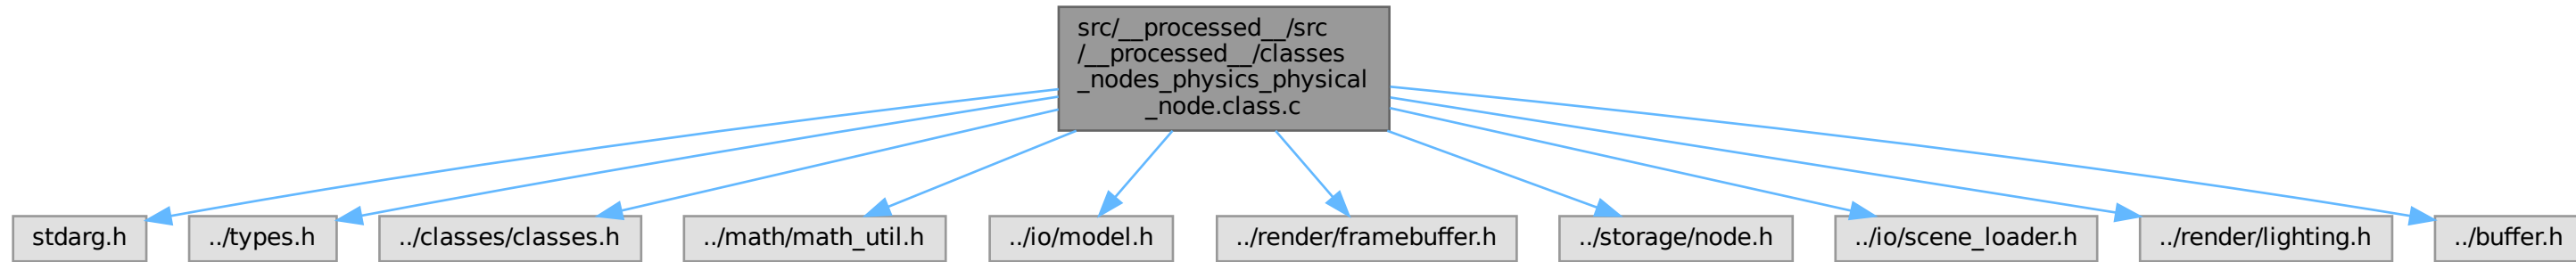 src/__processed__/src
/__processed__/classes
_nodes_physics_physical
_node.class.c
stdarg.h
../types.h
../classes/classes.h
../math/math_util.h
../io/model.h
../render/framebuffer.h
../storage/node.h
../io/scene_loader.h
../render/lighting.h
../buffer.h